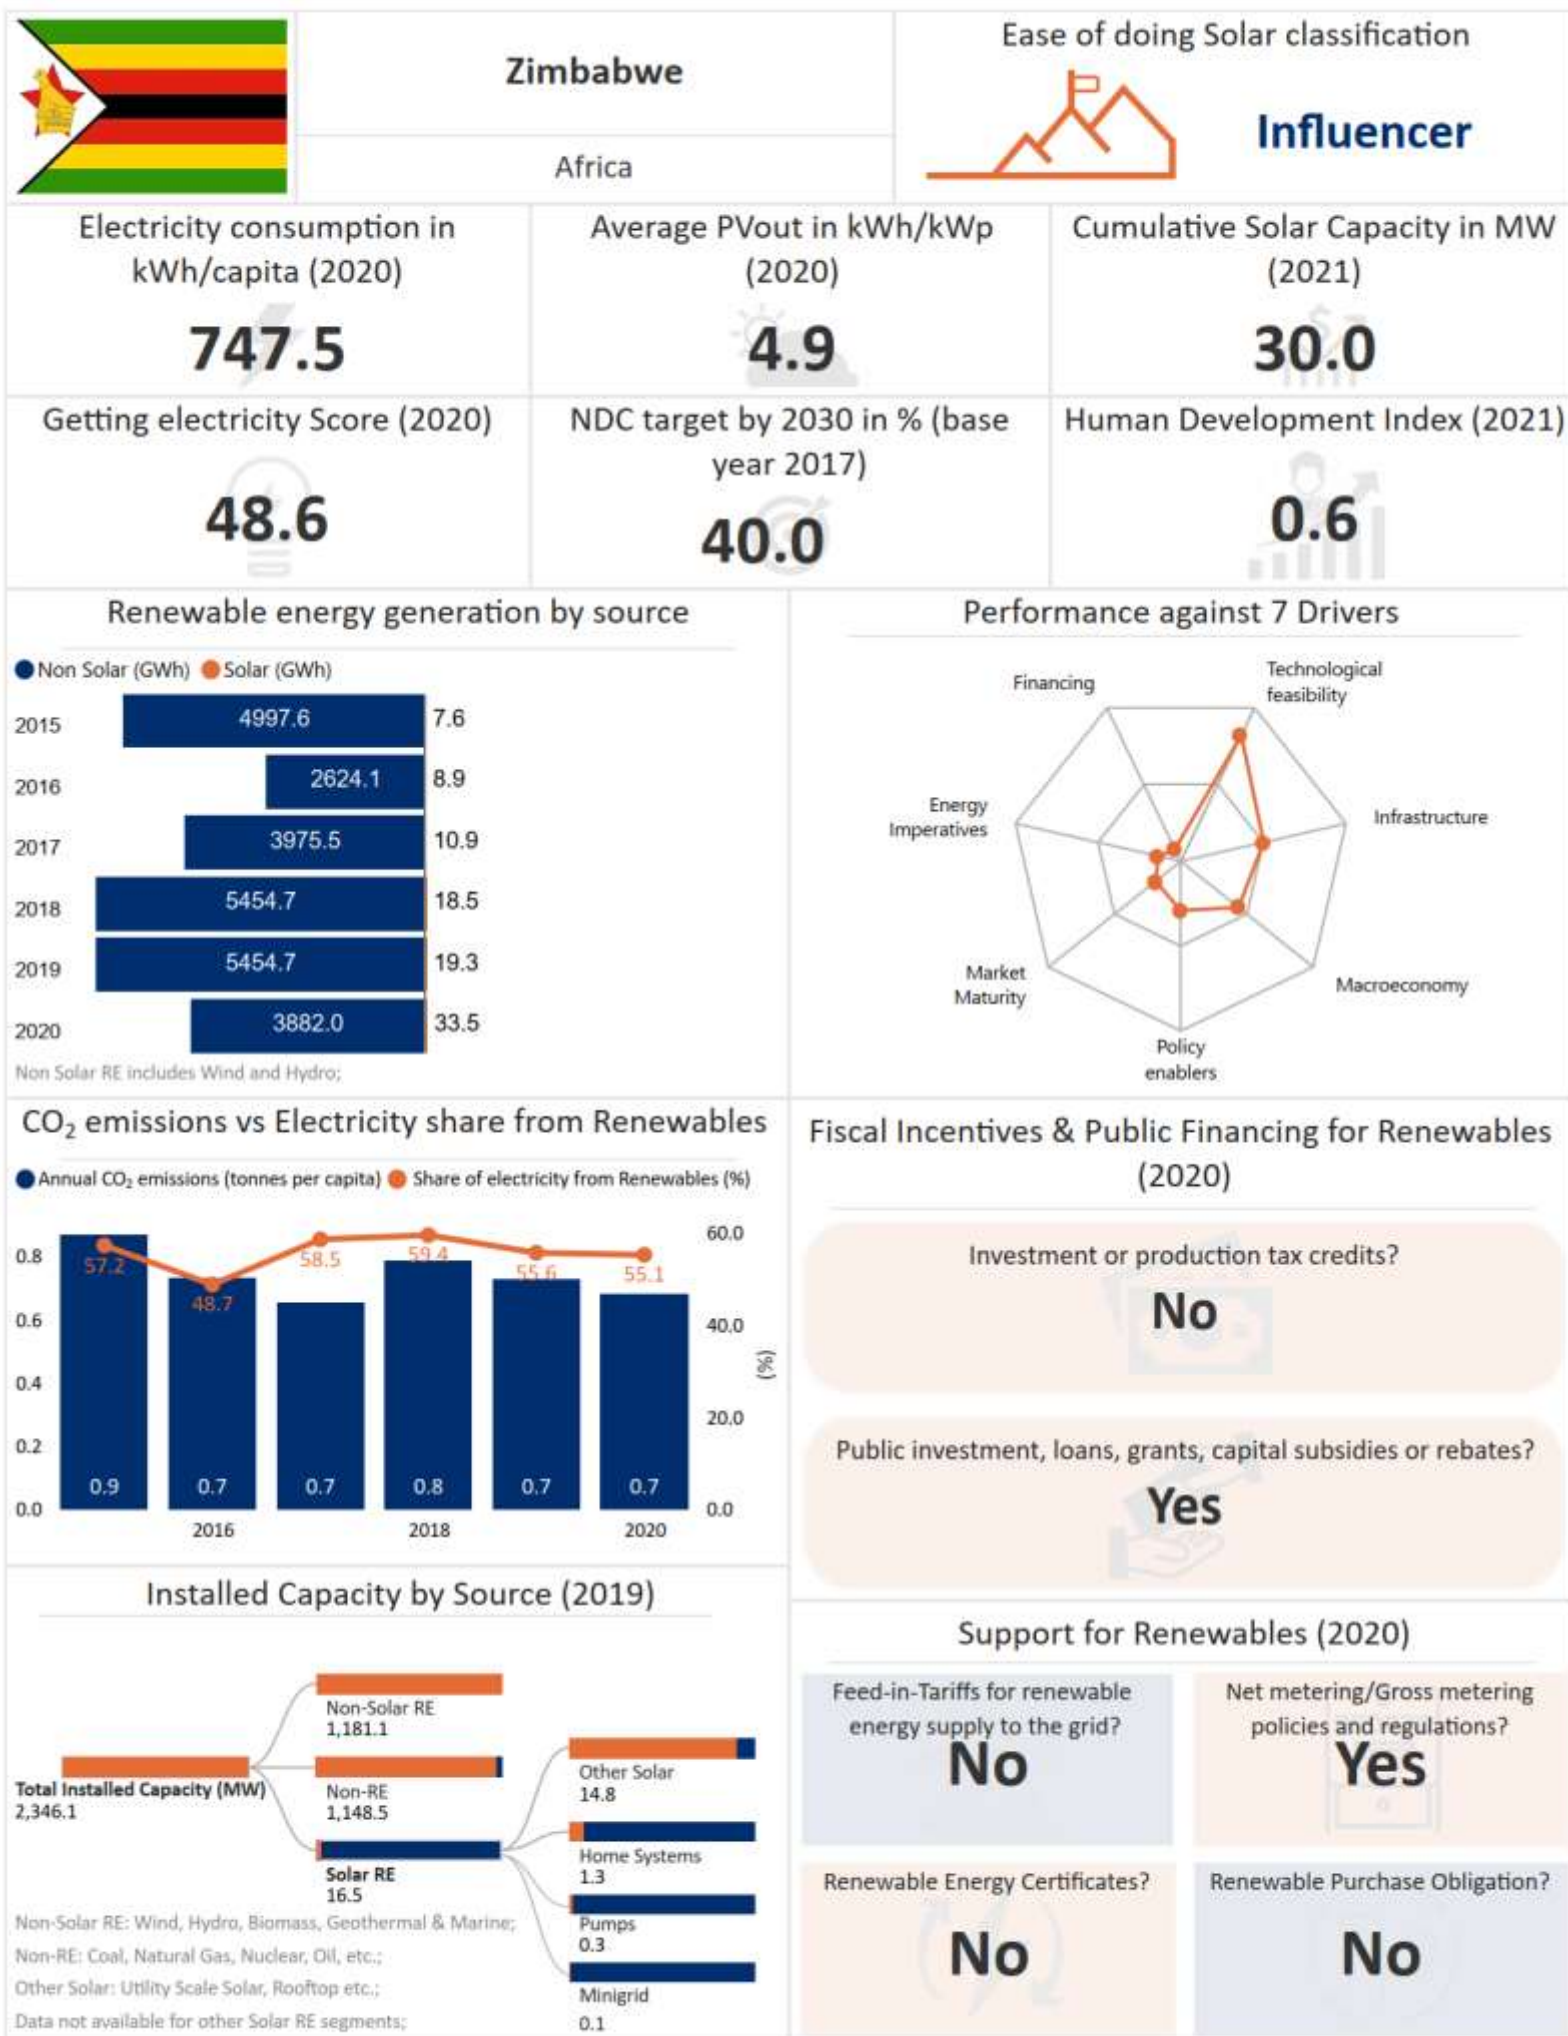 Zimbabwe
Africa
Ease of doing Solar classification
Influencer
Electricity consumption in
kWh/capita (2020)
747.5
Average PVout in kWh/kWp
(2020)
4.9
Cumulative Solar Capacity in MW
(2021)
30.0
Getting electricity Score (2020)
48.6
NDC target by 2030 in % (base
year 2017)
40.0
Human Development Index (2021)
0.6
Renewable energy generation by source
Non Solar (GWh) Solar (GWh)
2015 4997.6 7.6
2016 2624.1 8.9
2017 3975.5 10.9
2018 5454.7 18.5
2019 5454.7 19.3
2020 3882.0 33.5
Non Solar RE includes Wind and Hydro;
Performance against 7 Drivers
Financing
Technological
feasibility
Energy
Imperatives
Infrastructure
Market
Maturity
Macroeconomy
Policy
enablers
CO₂ emissions vs Electricity share from Renewables
Annual CO₂ emissions (tonnes per capita) Share of electricity from Renewables (%)
0.8
0.6
0.4
0.2
0.0
57.2
48.7
58.5
59.4
55.6
55.1
0.9 0.7 0.7 0.8 0.7 0.7
60.0
40.0
20.0
0.0
(%)
2016 2018 2020
Fiscal Incentives & Public Financing for Renewables
(2020)
Investment or production tax credits?
No
Public investment, loans, grants, capital subsidies or rebates?
Yes
Installed Capacity by Source (2019)
Total Installed Capacity (MW)
2,346.1
Non-Solar RE
1,181.1
Non-RE
1,148.5
Solar RE
16.5
Other Solar
14.8
Home Systems
1.3
Pumps
0.3
Minigrid
0.1
Non-Solar RE: Wind, Hydro, Biomass, Geothermal & Marine;
Non-RE: Coal, Natural Gas, Nuclear, Oil, etc.;
Other Solar: Utility Scale Solar, Rooftop etc.;
Data not available for other Solar RE segments;
Support for Renewables (2020)
Feed-in-Tariffs for renewable
energy supply to the grid?
No
Net metering/Gross metering
policies and regulations?
Yes
Renewable Energy Certificates?
No
Renewable Purchase Obligation?
No